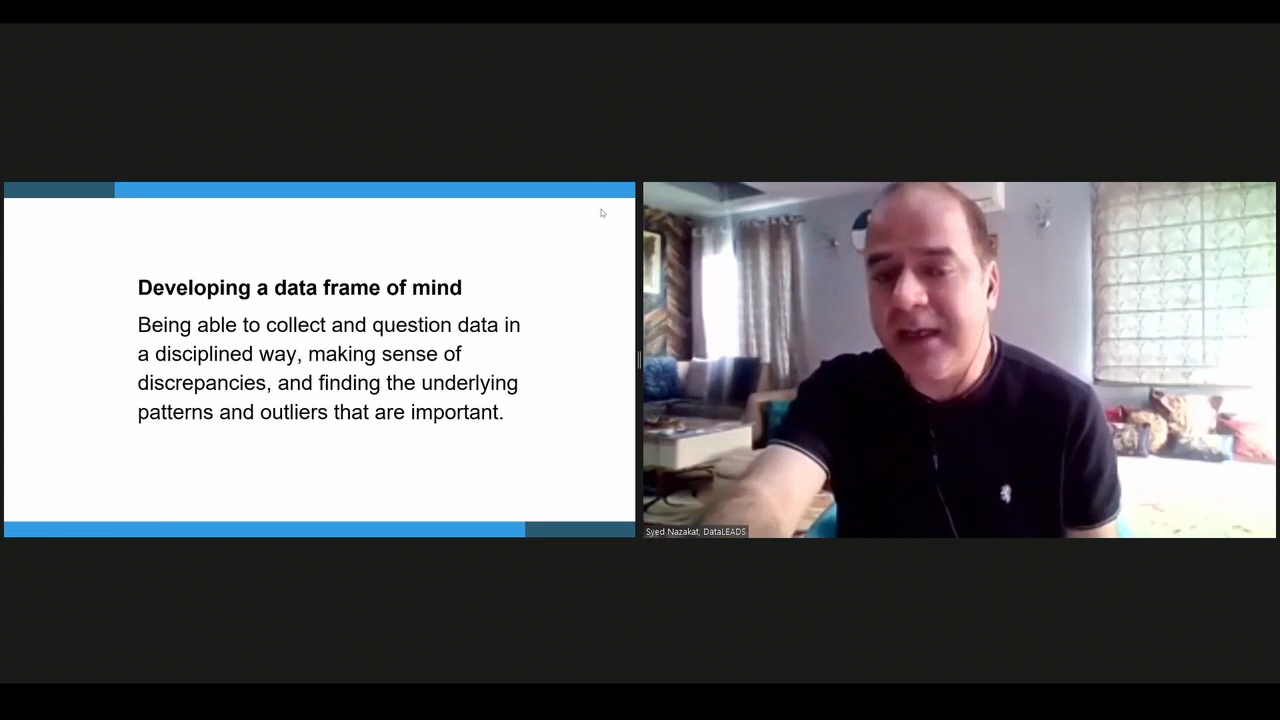 Developing a data frame of mind
Being able to collect and question data in
a disciplined way, making sense of
discrepancies, and finding the underlying
patterns and outliers that are important.
Syed Nazakat, DataLEADS